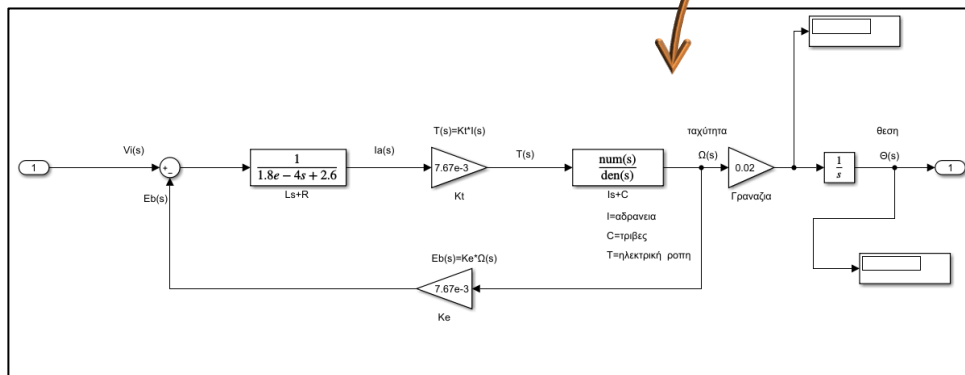 T(s)=Kt*I(s)
ταχύτητα
θεση
1
Vi(s)
+
−
1
1.8e − 4s + 2.6
Ls+R
Ia(s)
7.67e-3
Kt
T(s)
num(s)
den(s)
Is+C
Ω(s)
0.02
Γραναζια
1
s
Θ(s)
1
Eb(s)
I=αδρανεια
C=τριβες
T=ηλεκτρική ροπη
Eb(s)=Ke*Ω(s)
7.67e-3
Ke